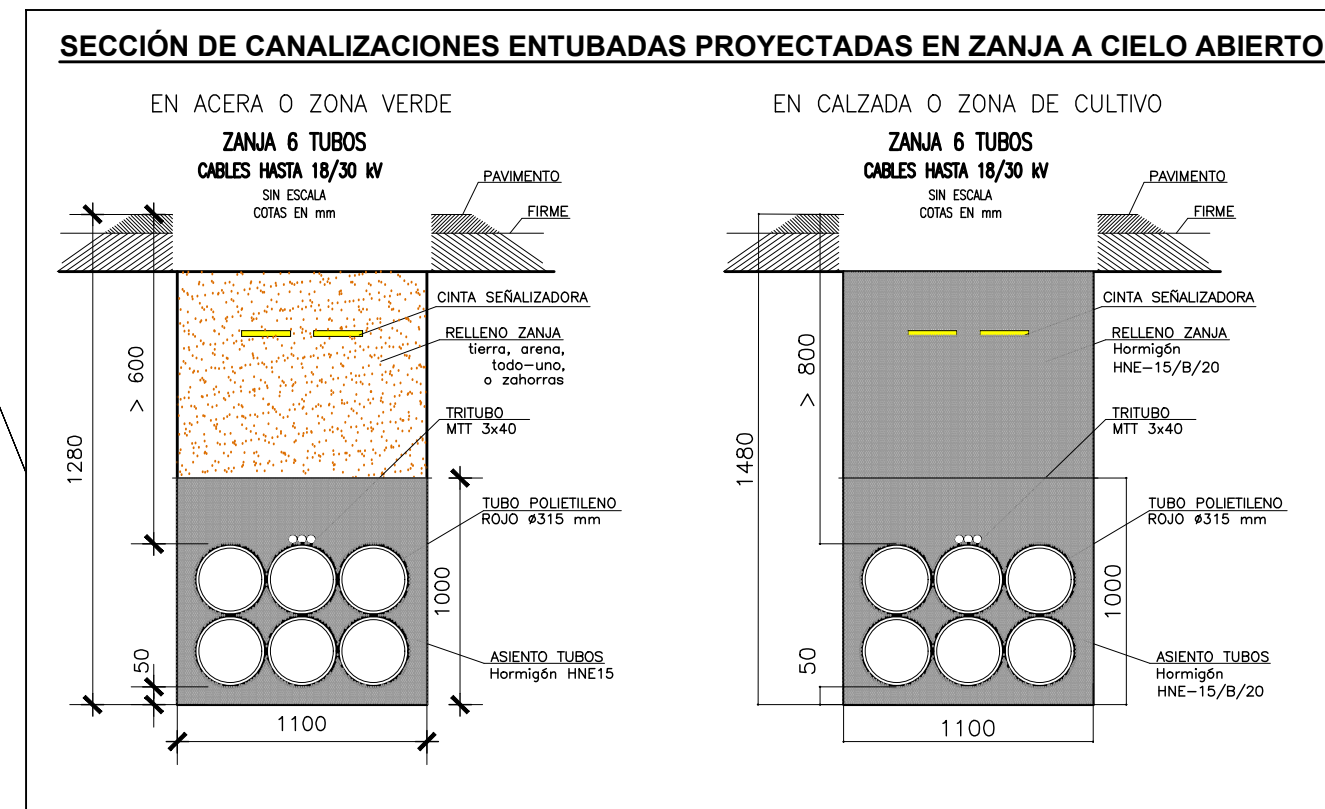 SECCIÓN DE CANALIZACIONES ENTUBADAS PROYECTADAS EN ZANJA A CIELO ABIERTO
EN ACERA O ZONA VERDE
ZANJA 6 TUBOS
CABLES HASTA 18/30 kV
SIN ESCALA
COTAS EN mm
PAVIMENTO
FIRME
CINTA SEÑALIZADORA
RELLENO ZANJA
tierra, arena,
todo-uno,
o zahorras
TRITUBO
MTT 3x40
TUBO POLIETILENO
ROJO ø315 mm
ASIENTO TUBOS
Hormigón HNE15
1280
> 600
50
1000
1100
EN CALZADA O ZONA DE CULTIVO
ZANJA 6 TUBOS
CABLES HASTA 18/30 kV
SIN ESCALA
COTAS EN mm
PAVIMENTO
FIRME
CINTA SEÑALIZADORA
RELLENO ZANJA
Hormigón
HNE-15/B/20
TRITUBO
MTT 3x40
TUBO POLIETILENO
ROJO ø315 mm
ASIENTO TUBOS
Hormigón
HNE-15/B/20
1480
> 800
50
1000
1100